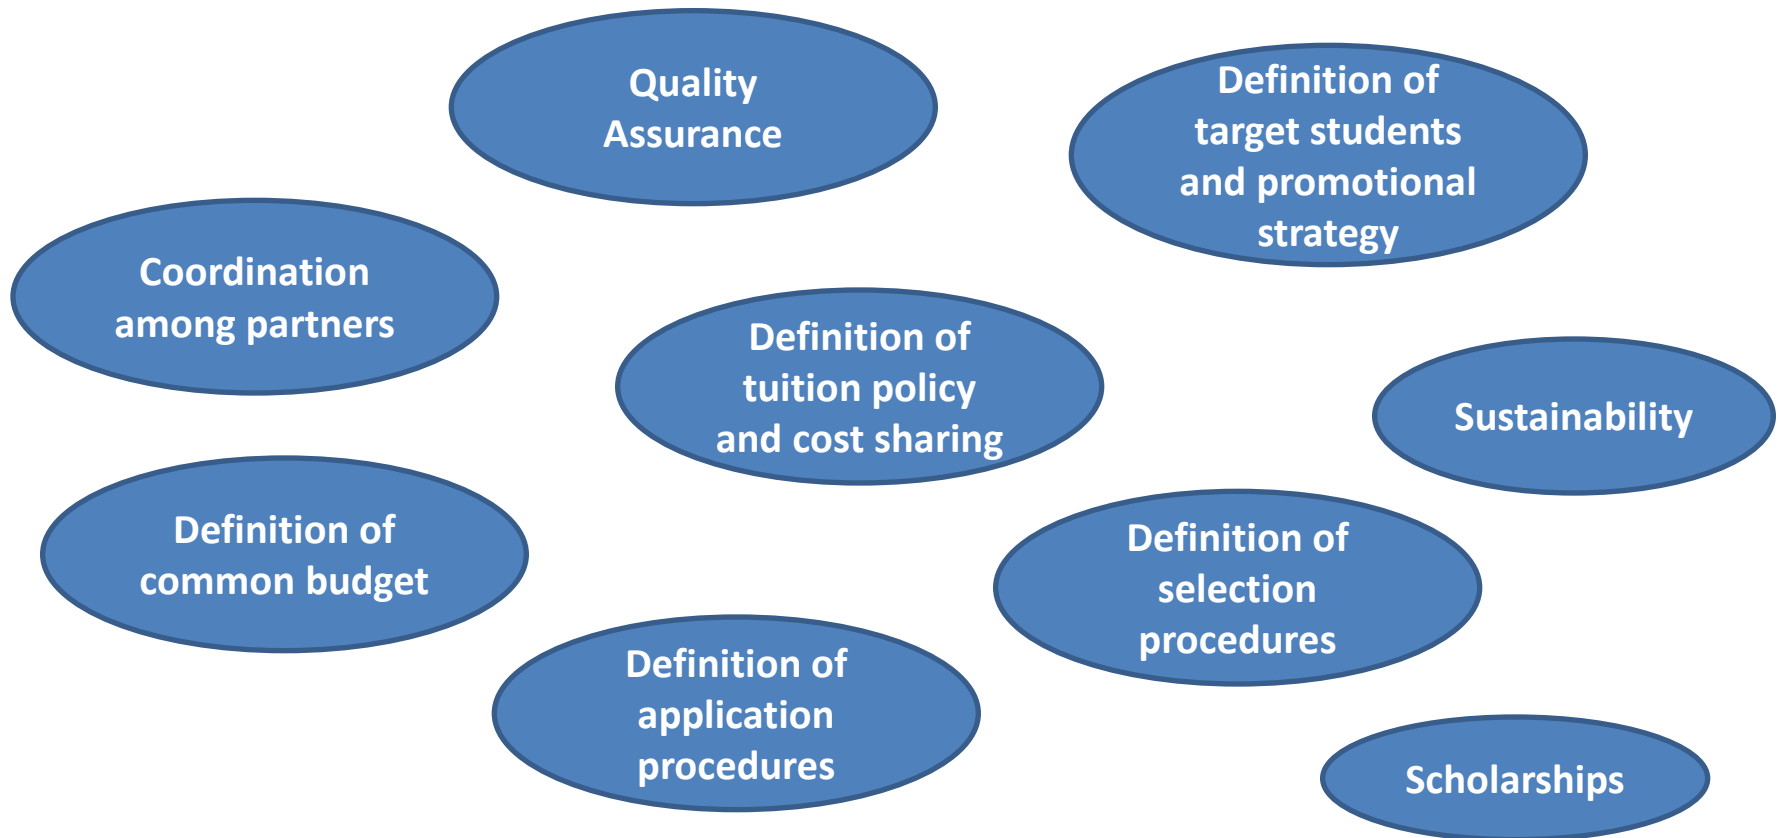 Quality
Assurance
Definition of
target students
and promotional
strategy
Coordination
among partners
Definition of
tuition policy
and cost sharing
Sustainability
Definition of
common budget
Definition of
selection
procedures
Definition of
application
procedures
Scholarships